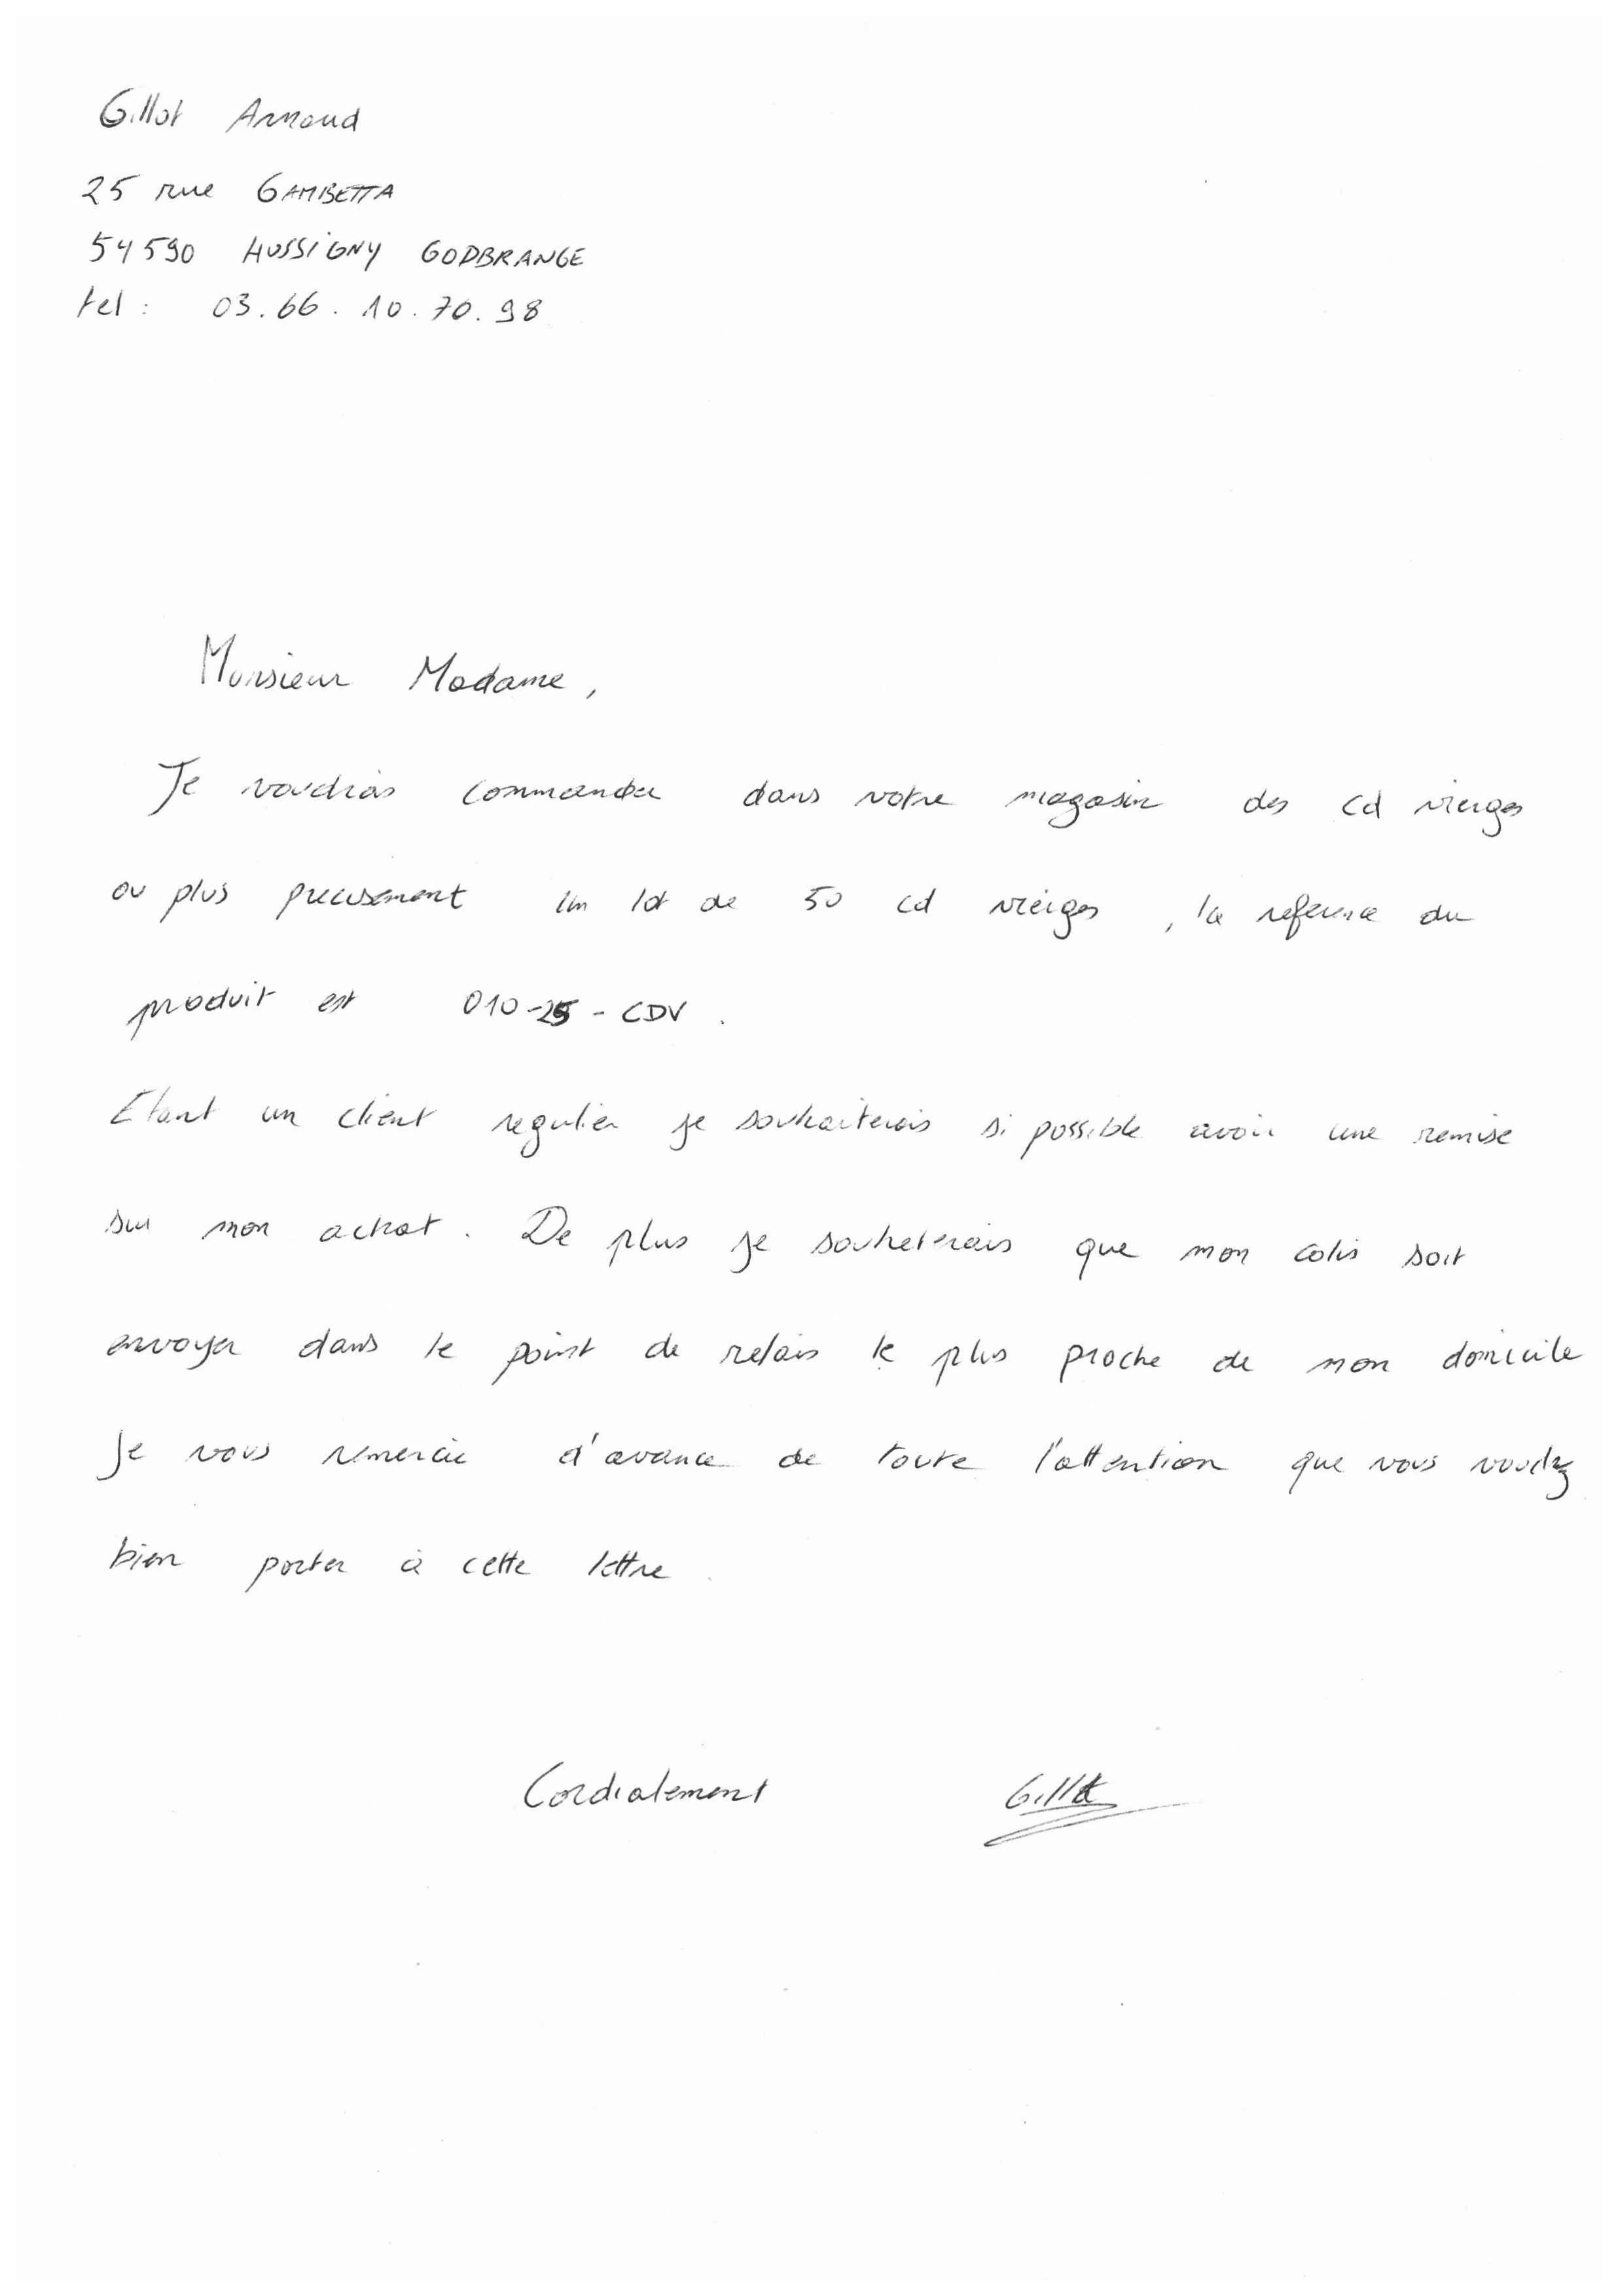 Gillot Arnaud
25 rue GAMBETTA
54590 HUSSIGNY GODBRANGE
tel : 03.66.10.70.98
Monsieur Madame,
Je voudrais commander dans votre magasin des cd vierges
ou plus precisement un lot de 50 cd vierges, la reference du
produit est 010-25-CDV.
Etant un client regulier je souhaiterais si possible avoir une remise
sur mon achat. De plus je souheterais que mon colis soit
envoyer dans le point de relais le plus proche de mon domicile
Je vous remercie d'avance de toute l'attention que vous voudrez
bien porter à cette lettre.
Cordialement Gillot